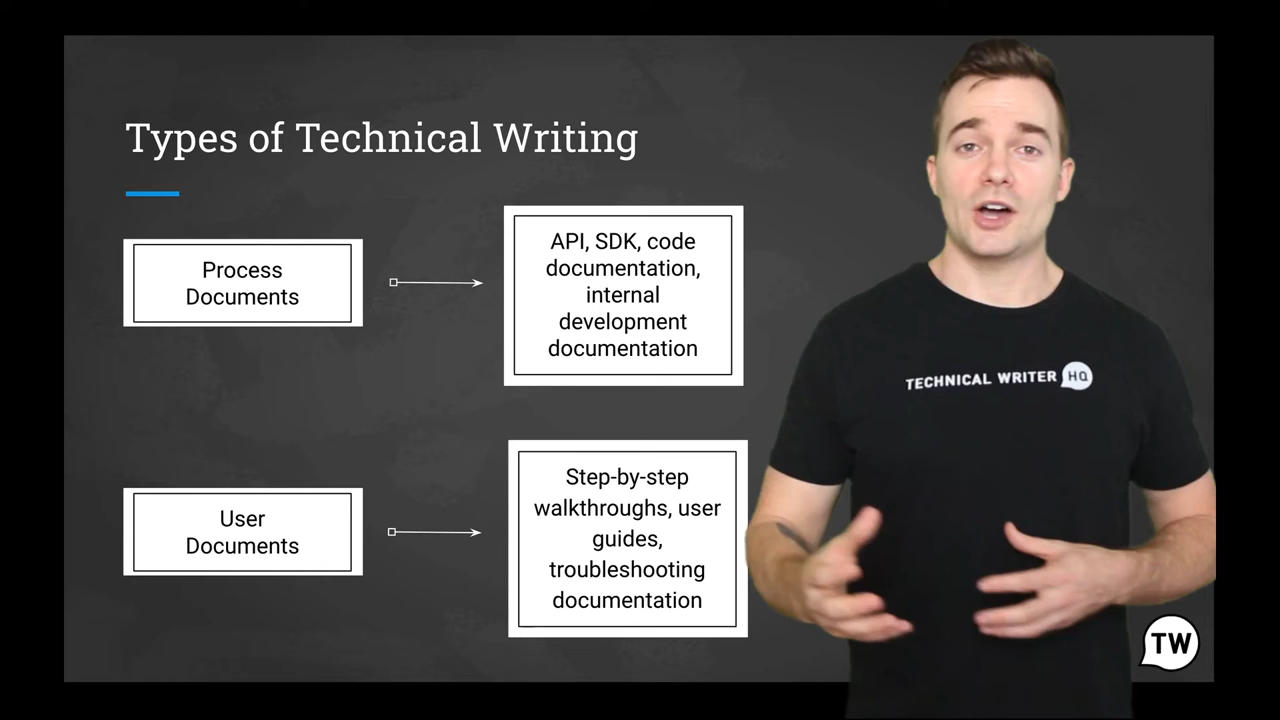 Types of Technical Writing
Process
Documents
API, SDK, code
documentation,
internal
development
documentation
User
Documents
Step-by-step
walkthroughs, user
guides,
troubleshooting
documentation
TECHNICAL WRITER HQ
TW